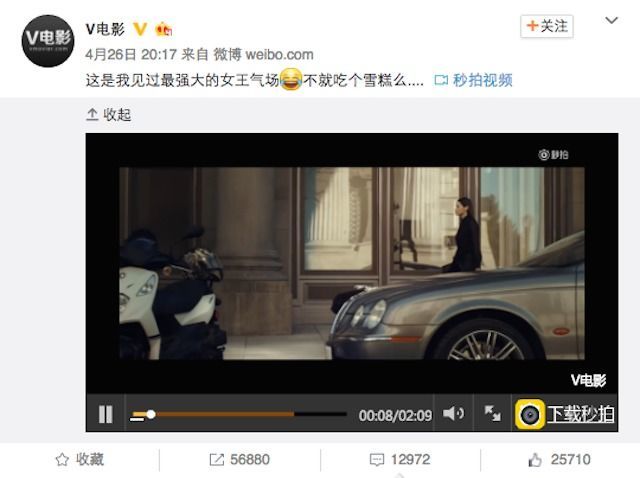 V电影
vmovier.com
V电影
+关注
4月26日 20:17 来自 微博 weibo.com
这是我见过最强大的女王气场😂不就吃个雪糕么.... 秒拍视频
收起
秒拍
V电影
00:08/02:09
下载秒拍
收藏
56880
12972
25710